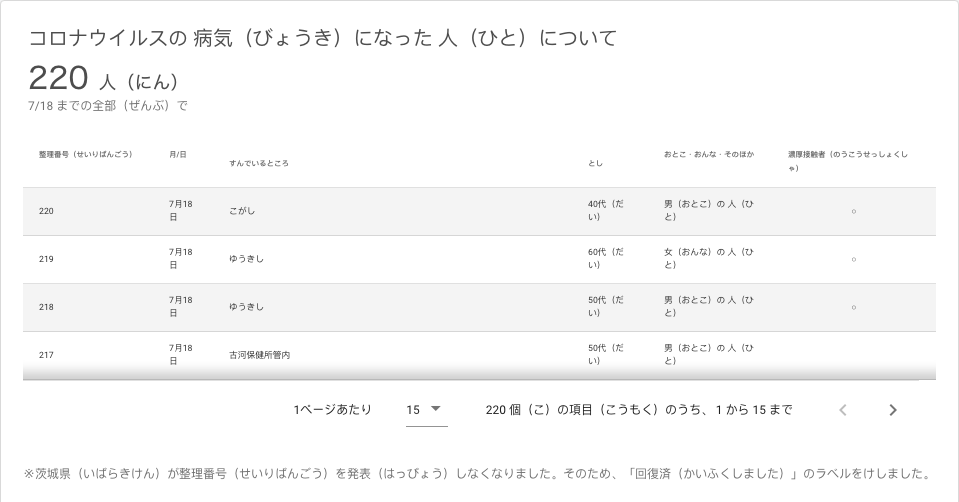 コロナウイルスの 病気（びょうき）になった 人（ひと）について
220 人（にん）
7/18 までの全部（ぜんぶ）で
整理番号（せいりばんごう） 月/日 すんでいるところ とし おとこ・おんな・そのほか 濃厚接触者（のうこうせっしょくし
ゃ）
220 7月18 こがし 40代（だ 男（おとこ）の 人（ひ ○
日 い） と）
219 7月18 ゆうきし 60代（だ 女（おんな）の 人（ひ ○
日 い） と）
218 7月18 ゆうきし 50代（だ 男（おとこ）の 人（ひ ○
日 い） と）
217 7月18 古河保健所管内 50代（だ 男（おとこ）の 人（ひ
日 い） と）
1ページあたり 15 220 個（こ）の項目（こうもく）のうち、1 から 15 まで
※茨城県（いばらきけん）が整理番号（せいりばんごう）を発表（はっぴょう）しなくなりました。そのため、「回復済（かいふくしました）」のラベルをけしました。